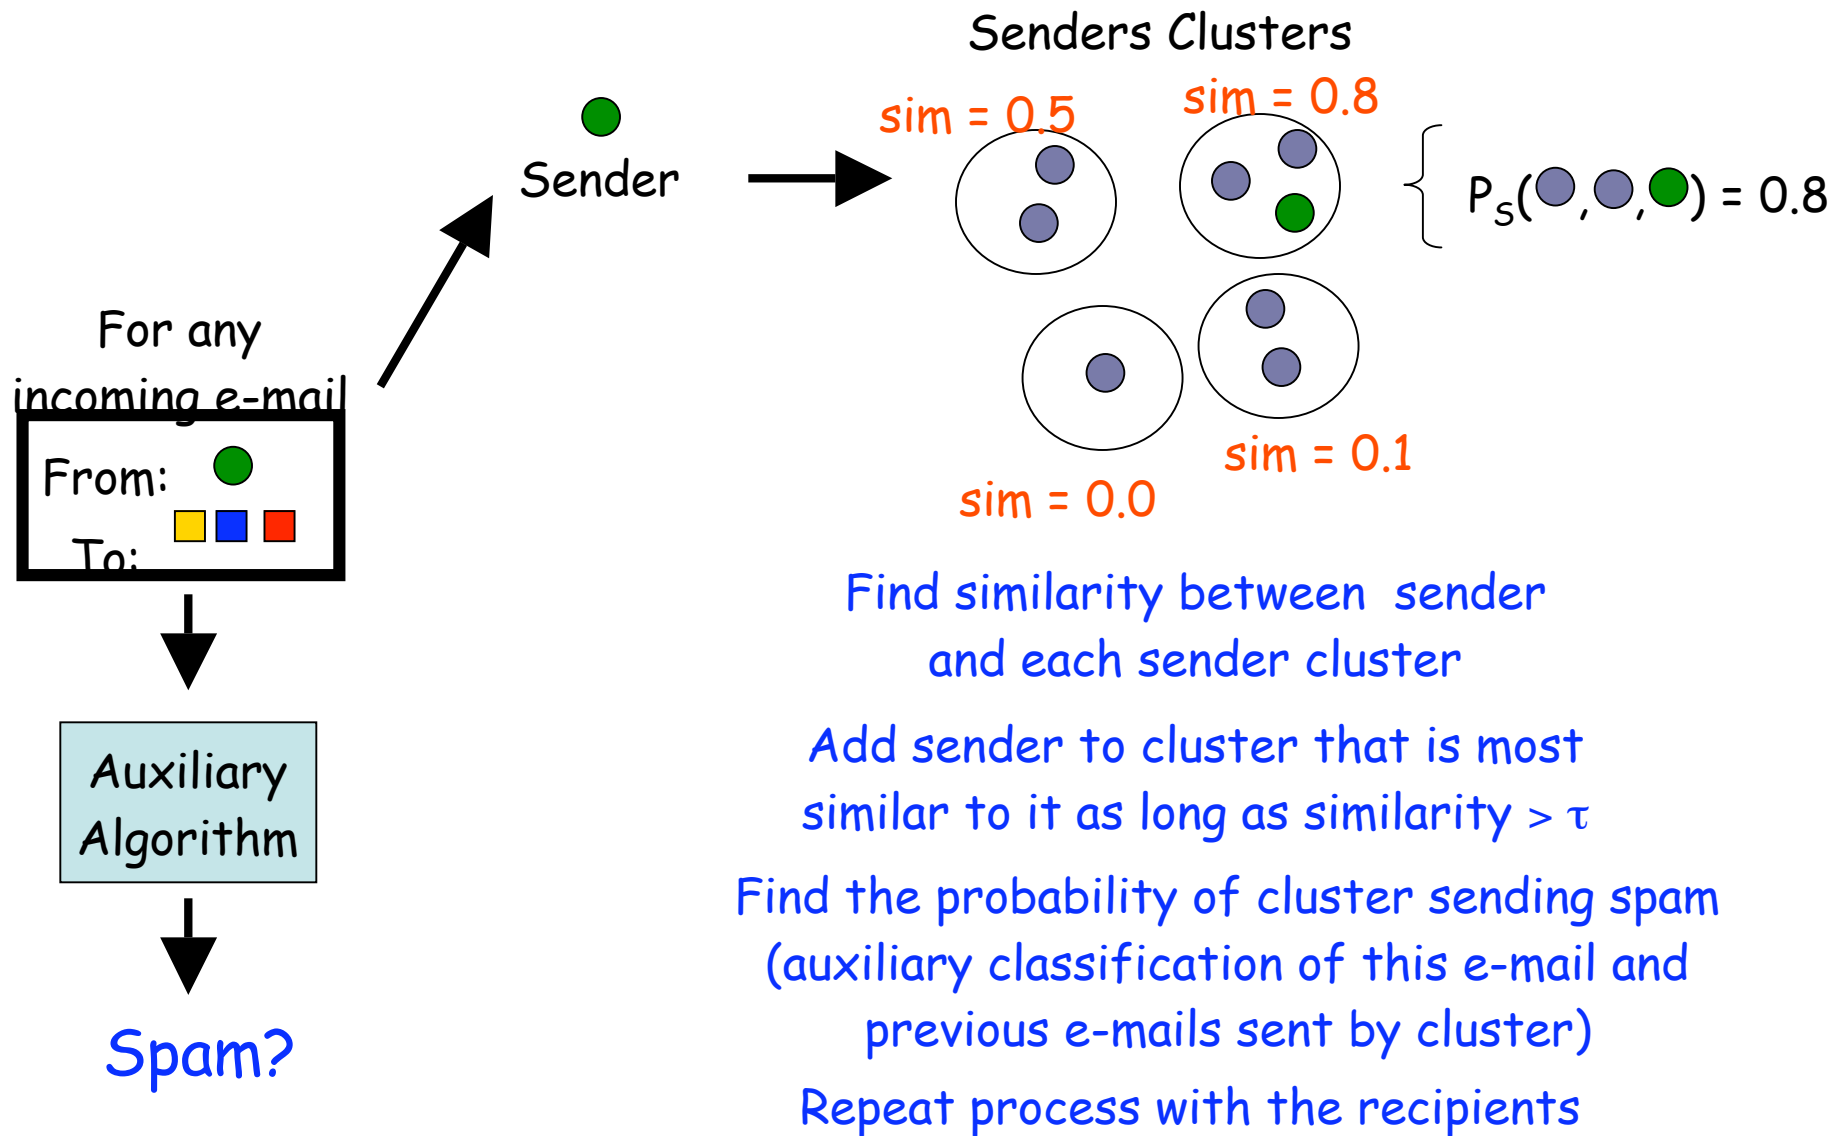 Senders Clusters
sim = 0.5
sim = 0.8
Sender
P_S( , , ) = 0.8
For any
incoming e-mail
From:
To:
sim = 0.1
sim = 0.0
Find similarity between sender
and each sender cluster
Add sender to cluster that is most
similar to it as long as similarity > τ
Auxiliary
Algorithm
Find the probability of cluster sending spam
(auxiliary classification of this e-mail and
previous e-mails sent by cluster)
Spam?
Repeat process with the recipients